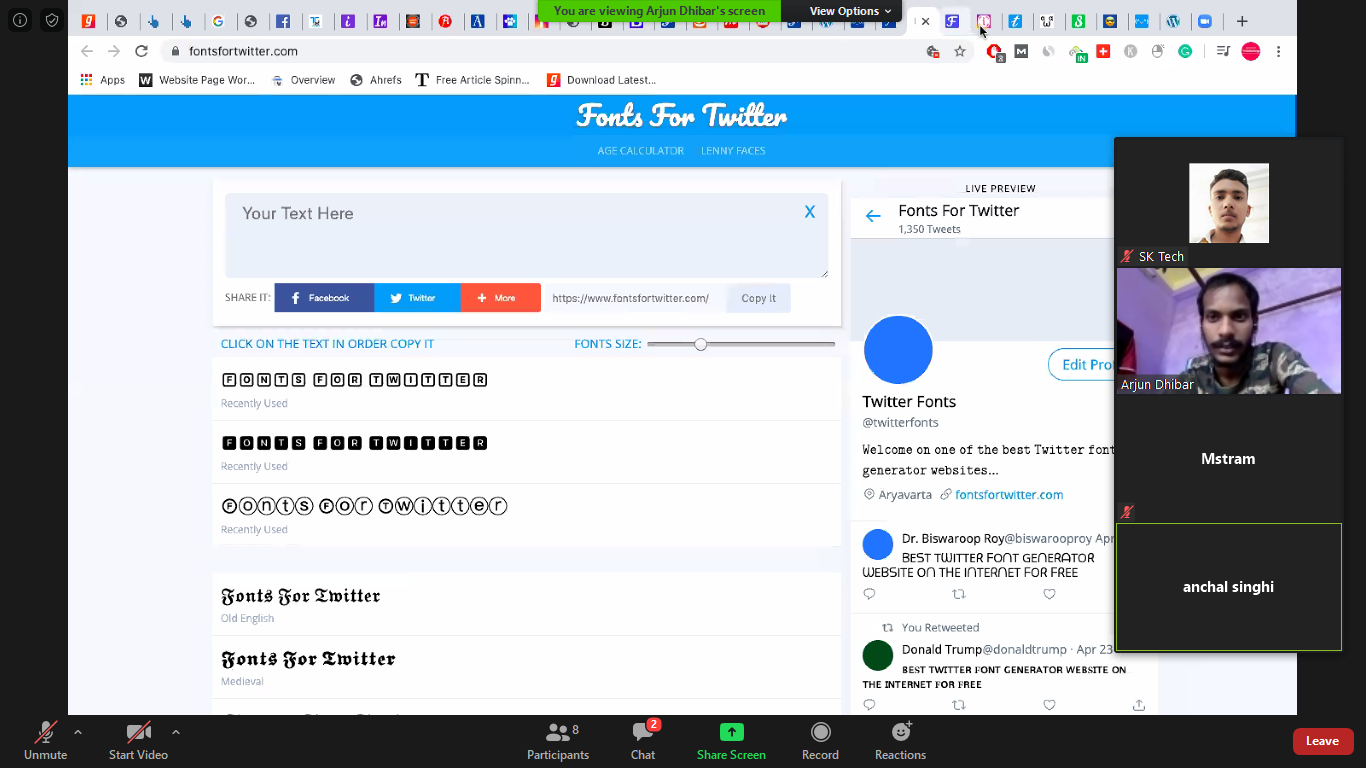 You are viewing Arjun Dhibar's screen
View Options
fontsfortwitter.com
Apps
Website Page Wor...
Overview
Ahrefs
Free Article Spinn...
Download Latest...
Fonts For Twitter
AGE CALCULATOR
LENNY FACES
Your Text Here
X
SHARE IT:
Facebook
Twitter
More
https://www.fontsfortwitter.com/
Copy It
CLICK ON THE TEXT IN ORDER COPY IT
FONTS SIZE:
🄵🄾🄽🅃🅂 🄵🄾🅁 🅃🅆🄸🅃🅃🄴🅁
Recently Used
🅵🅾🅽🆃🆂 🅵🅾🆁 🆃🆆🅸🆃🆃🅴🆁
Recently Used
Ⓕⓞⓝⓣⓢ Ⓕⓞⓡ Ⓣⓦⓘⓣⓣⓔⓡ
Recently Used
𝔉𝔬𝔫𝔱𝔰 𝔉𝔬𝔯 𝔗𝔴𝔦𝔱𝔱𝔢𝔯
Old English
𝕱𝖔𝖓𝖙𝖘 𝕱𝖔𝖗 𝕿𝖜𝖎𝖙𝖙𝖊𝖗
Medieval
LIVE PREVIEW
Fonts For Twitter
1,350 Tweets
Edit Pro
Twitter Fonts
@twitterfonts
Welcome on one of the best Twitter font
generator websites...
Aryavarta
fontsfortwitter.com
Dr. Biswaroop Roy@biswarooproy Apr
BEST TWITTER FONT GENERATOR
WEBSITE ON THE INTERNET FOR FREE
You Retweeted
Donald Trump@donaldtrump · Apr 23
BEST TWITTER FONT GENERATOR WEBSITE ON
THE INTERNET FOR FREE
SK Tech
Arjun Dhibar
Mstram
anchal singhi
Unmute
Start Video
Participants
8
Chat
2
Share Screen
Record
Reactions
Leave